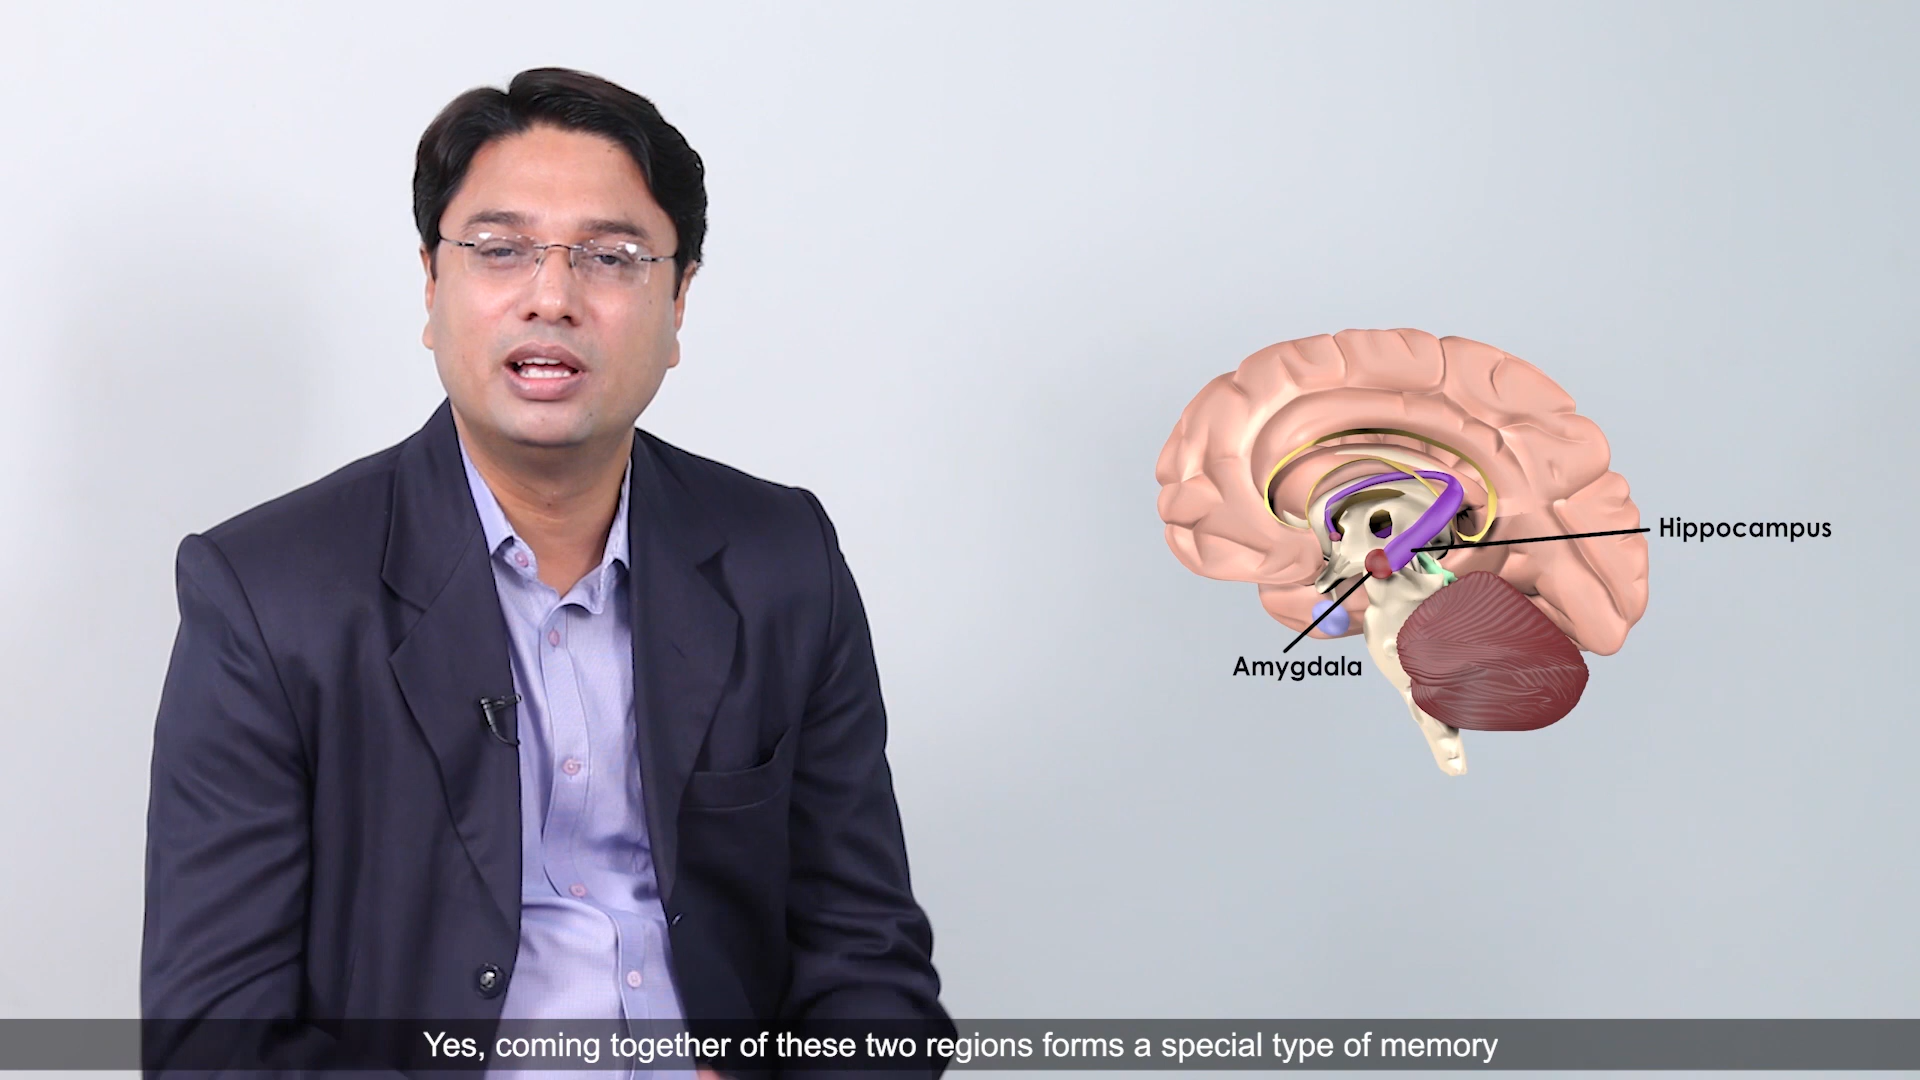 Hippocampus
Amygdala
Yes, coming together of these two regions forms a special type of memory